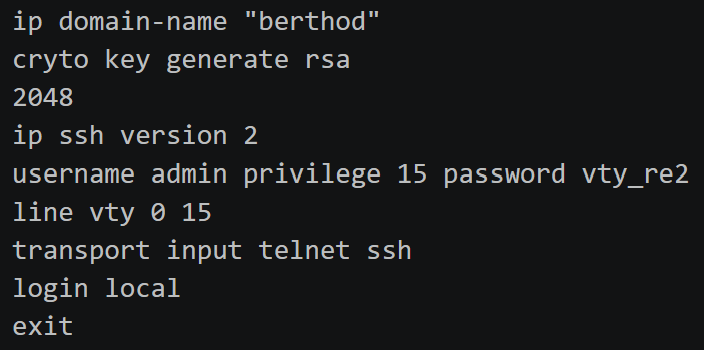 ip domain-name "berthod"
cryto key generate rsa
2048
ip ssh version 2
username admin privilege 15 password vty_re2
line vty 0 15
transport input telnet ssh
login local
exit